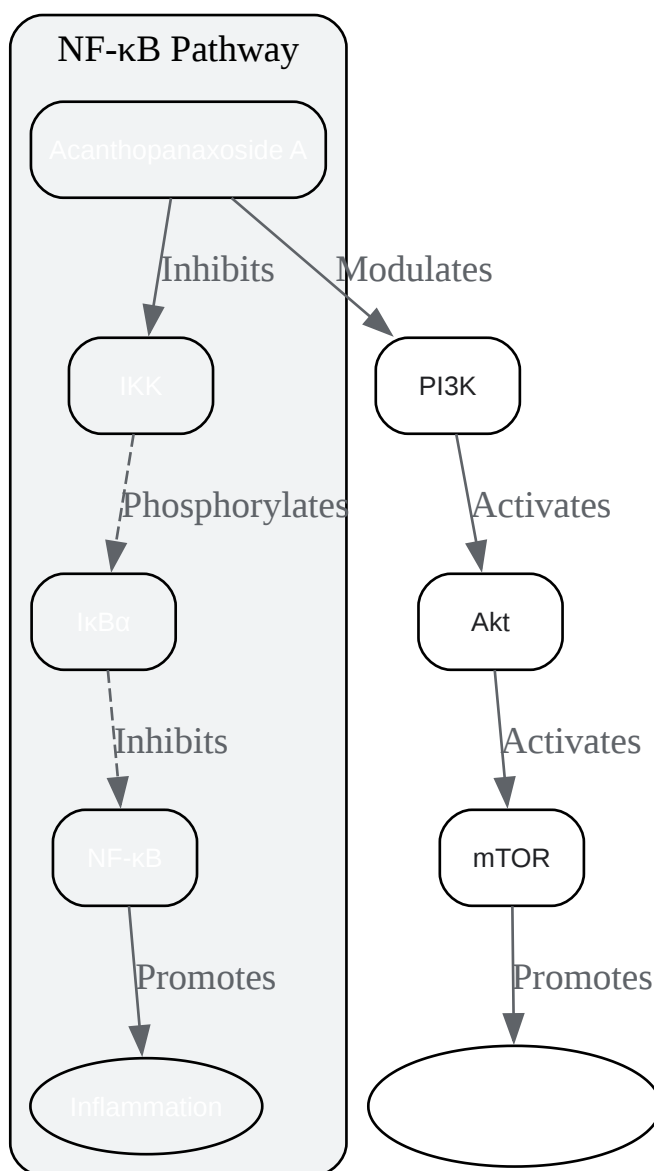 NF-κB Pathway
Acanthopanaxoside A
Inhibits
Modulates
IKK
PI3K
Phosphorylates
Activates
IκBα
Akt
Inhibits
Activates
NF-κB
mTOR
Promotes
Promotes
Inflammation